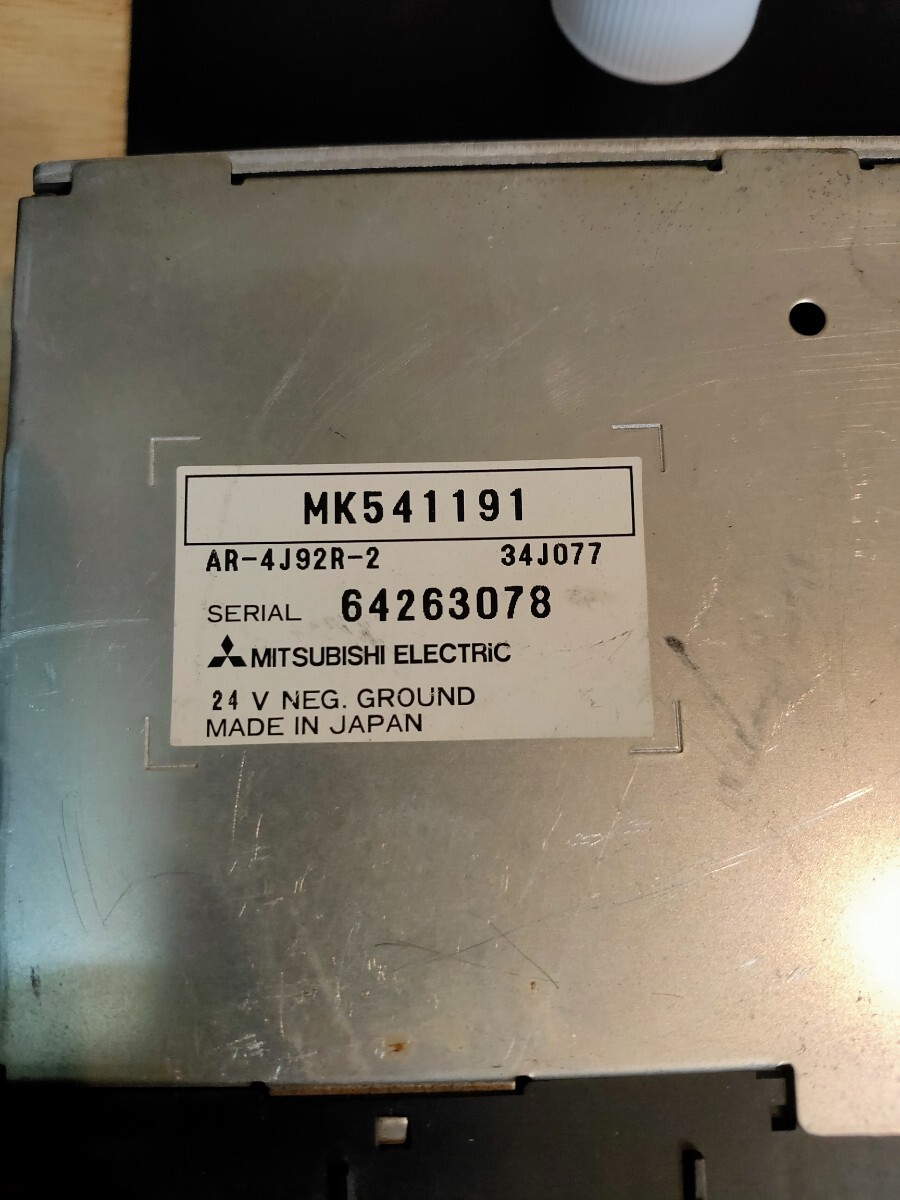 MK541191
AR-4J92R-2 34J077
SERIAL 64263078
MITSUBISHI ELECTRIC
24 V NEG. GROUND
MADE IN JAPAN